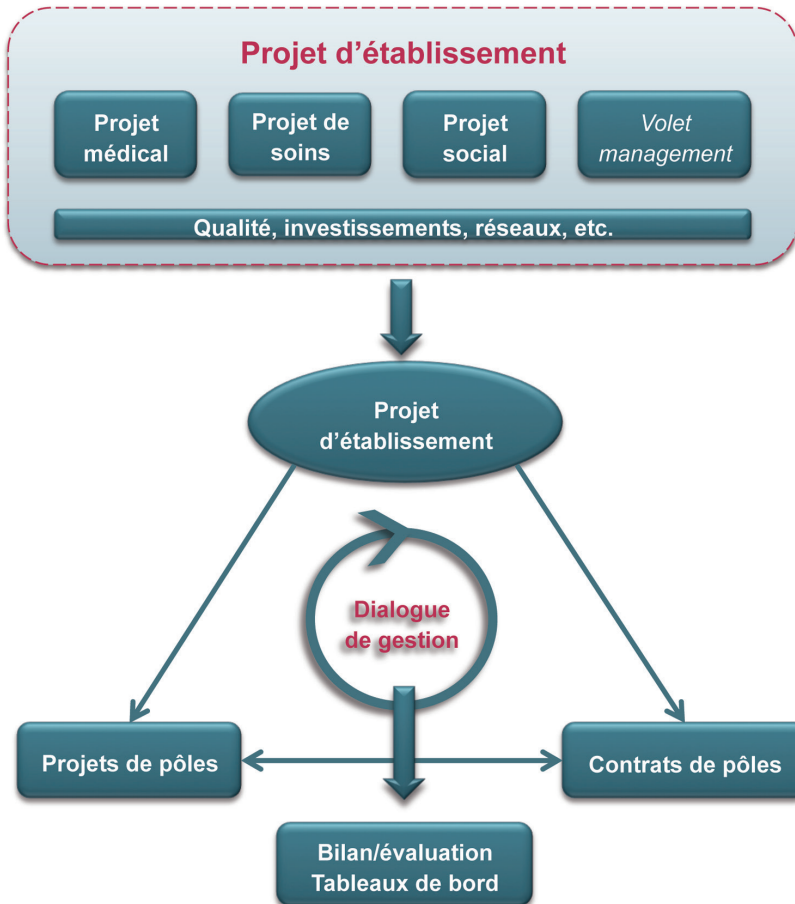 Projet d’établissement
Projet
médical
Projet de
soins
Projet
social
Volet
management
Qualité, investissements, réseaux, etc.
Projet
d’établissement
Dialogue
de gestion
Projets de pôles
Contrats de pôles
Bilan/évaluation
Tableaux de bord